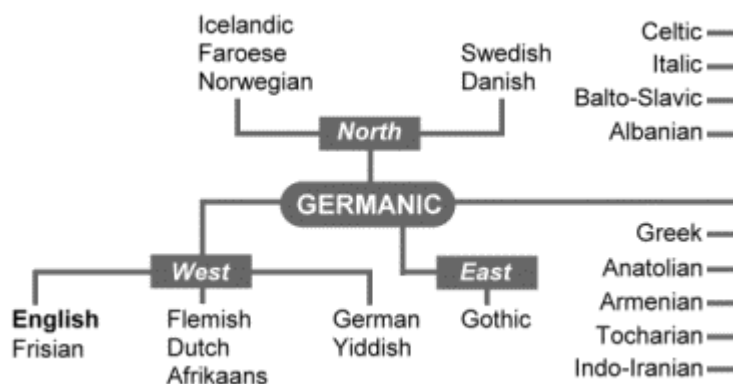 Icelandic
Faroese
Norwegian
Swedish
Danish
North
GERMANIC
West
East
English
Frisian
Flemish
Dutch
Afrikaans
German
Yiddish
Gothic
Celtic
Italic
Balto-Slavic
Albanian
Greek
Anatolian
Armenian
Tocharian
Indo-Iranian